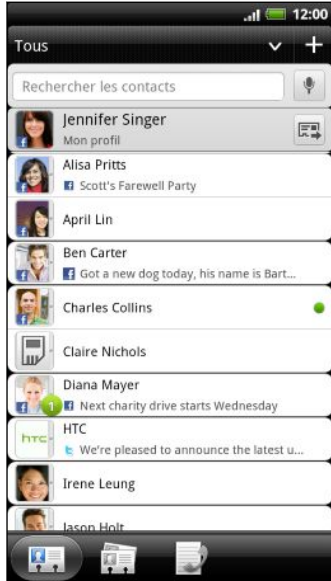 12:00
Tous
Rechercher les contacts
Jennifer Singer
Mon profil
Alisa Pritts
Scott's Farewell Party
April Lin
Ben Carter
Got a new dog today, his name is Bart...
Charles Collins
Claire Nichols
Diana Mayer
1 Next charity drive starts Wednesday
HTC
hTC We're pleased to announce the latest u...
Irene Leung
Jason Holt